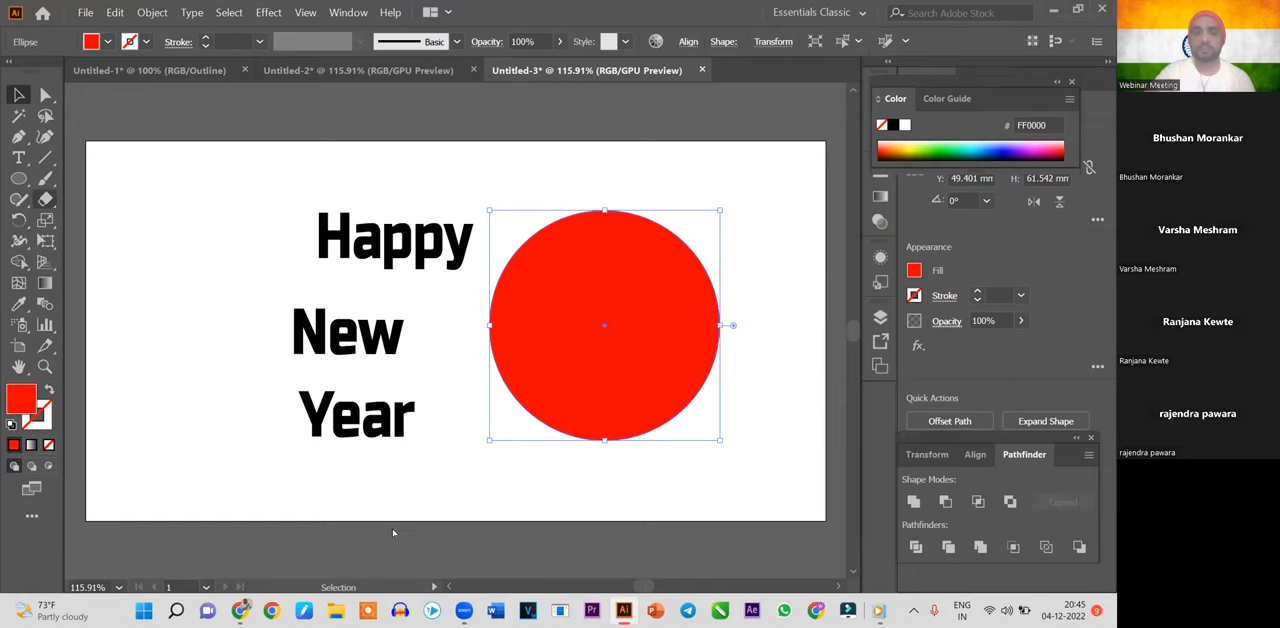 File Edit Object Type Select Effect View Window Help
Essentials Classic
Search Adobe Stock
Ellipse
Stroke:
Basic
Opacity: 100%
Style:
Align
Shape:
Transform
Untitled-1* @ 100% (RGB/Outline)
Untitled-2* @ 115.91% (RGB/GPU Preview)
Untitled-3* @ 115.91% (RGB/GPU Preview)
Color
Color Guide
# FF0000
Y: 49.401 mm
H: 61.542 mm
0°
Appearance
Fill
Stroke
Opacity 100%
fx.
Quick Actions
Offset Path
Expand Shape
Transform
Align
Pathfinder
Shape Modes:
Expand
Pathfinders:
Happy
New
Year
115.91%
1
Selection
73°F
Partly cloudy
ENG
IN
20:45
04-12-2022
9
Webinar Meeting
Bhushan Morankar
Bhushan Morankar
Varsha Meshram
Varsha Meshram
Ranjana Kewte
Ranjana Kewte
rajendra pawara
rajendra pawara